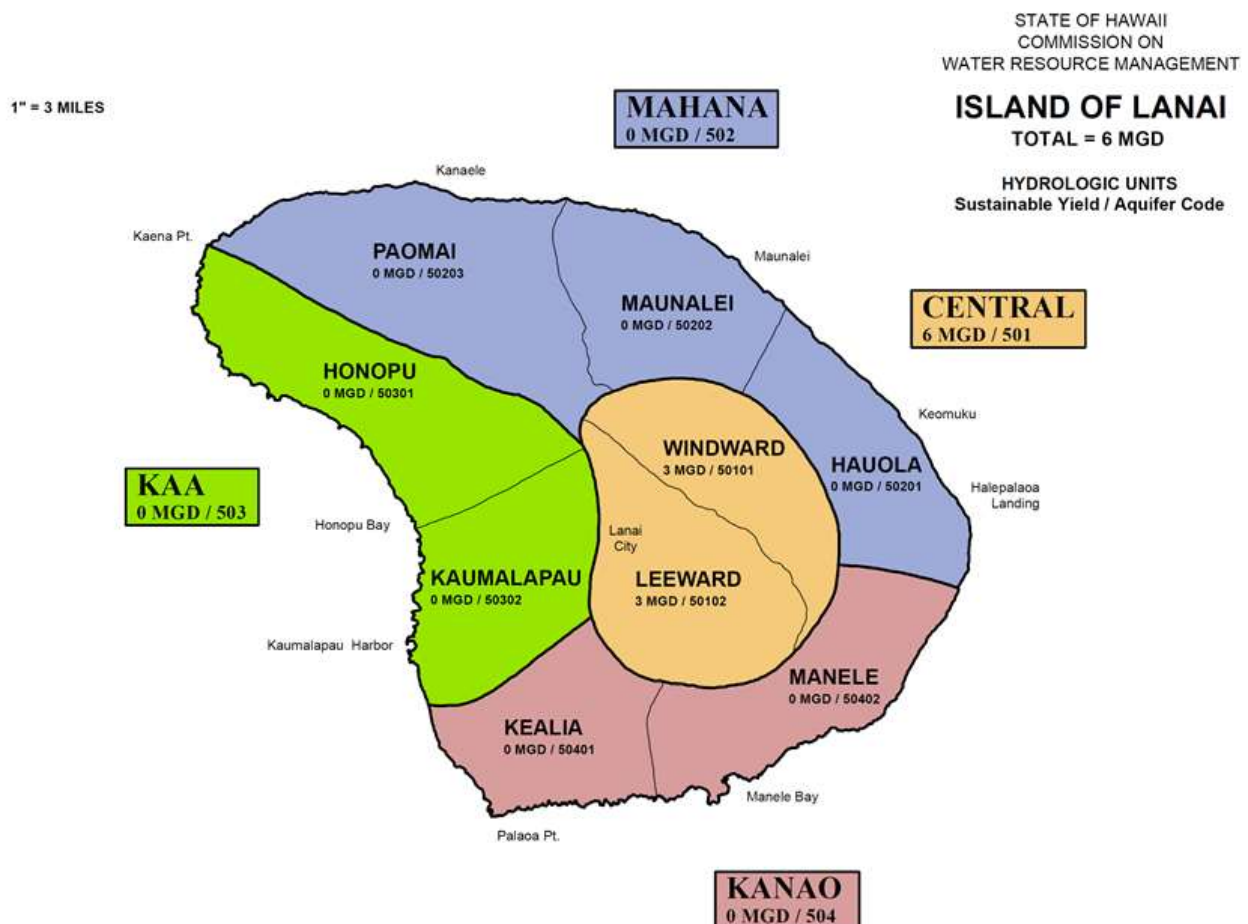 STATE OF HAWAII
COMMISSION ON
WATER RESOURCE MANAGEMENT
ISLAND OF LANAI
TOTAL = 6 MGD
HYDROLOGIC UNITS
Sustainable Yield / Aquifer Code
1" = 3 MILES
MAHANA
0 MGD / 502
Kanaele
Kaena Pt.
PAOMAI
0 MGD / 50203
Maunalei
MAUNALEI
0 MGD / 50202
CENTRAL
6 MGD / 501
HONOPU
0 MGD / 50301
Keomuku
WINDWARD
3 MGD / 50101
HAUOLA
0 MGD / 50201
KAA
0 MGD / 503
Halepalaoa
Landing
Honopu Bay
Lanai
City
KAUMALAPAU
0 MGD / 50302
LEEWARD
3 MGD / 50102
Kaumalapau Harbor
MANELE
0 MGD / 50402
KEALIA
0 MGD / 50401
Manele Bay
Palaoa Pt.
KANAO
0 MGD / 504